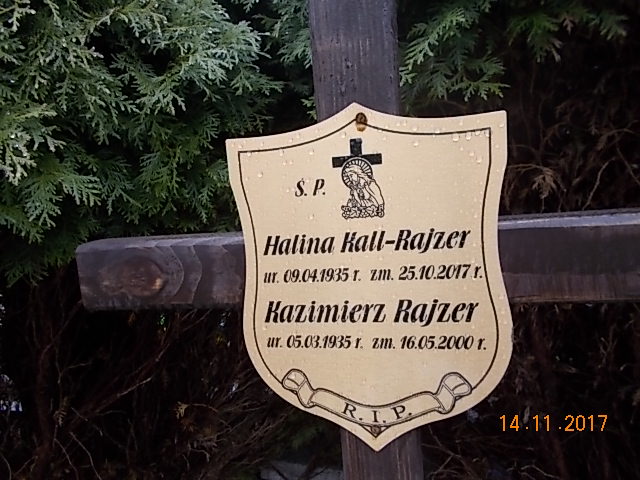 Ś. P.
Halina Kall-Rajzer
ur. 09.04.1935 r. zm. 25.10.2017 r.
Kazimierz Rajzer
ur. 05.03.1935 r. zm. 16.05.2000 r.
R.I.P.
14.11.2017